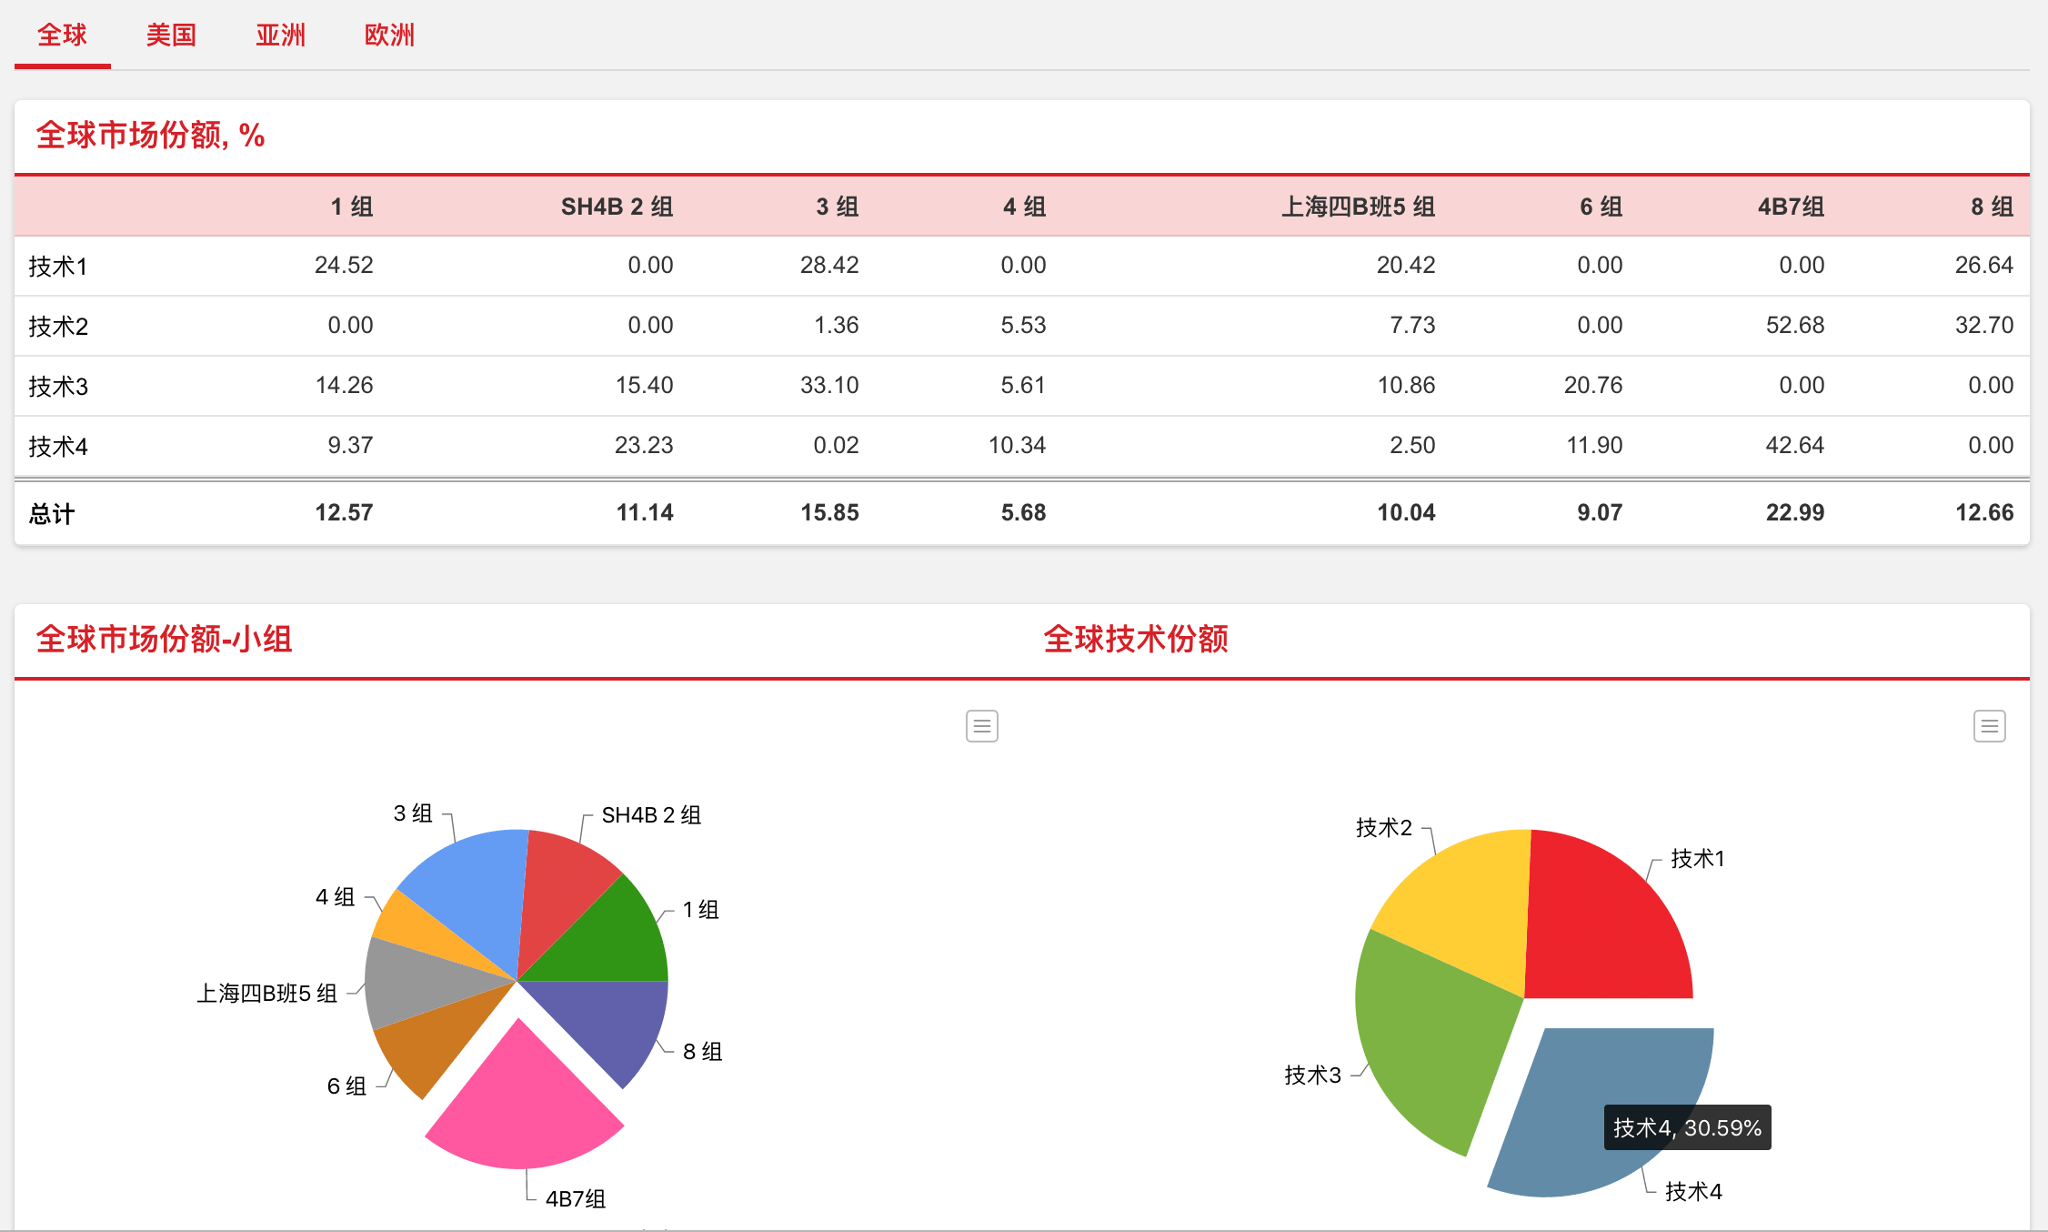 全球 美国 亚洲 欧洲
全球市场份额, %
1 组 SH4B 2 组 3 组 4 组 上海四B班5 组 6 组 4B7组 8 组
技术1 24.52 0.00 28.42 0.00 20.42 0.00 0.00 26.64
技术2 0.00 0.00 1.36 5.53 7.73 0.00 52.68 32.70
技术3 14.26 15.40 33.10 5.61 10.86 20.76 0.00 0.00
技术4 9.37 23.23 0.02 10.34 2.50 11.90 42.64 0.00
总计 12.57 11.14 15.85 5.68 10.04 9.07 22.99 12.66
全球市场份额-小组
3 组
SH4B 2 组
4 组
1 组
上海四B班5 组
8 组
6 组
4B7组
全球技术份额
技术2
技术1
技术3
技术4, 30.59%
技术4